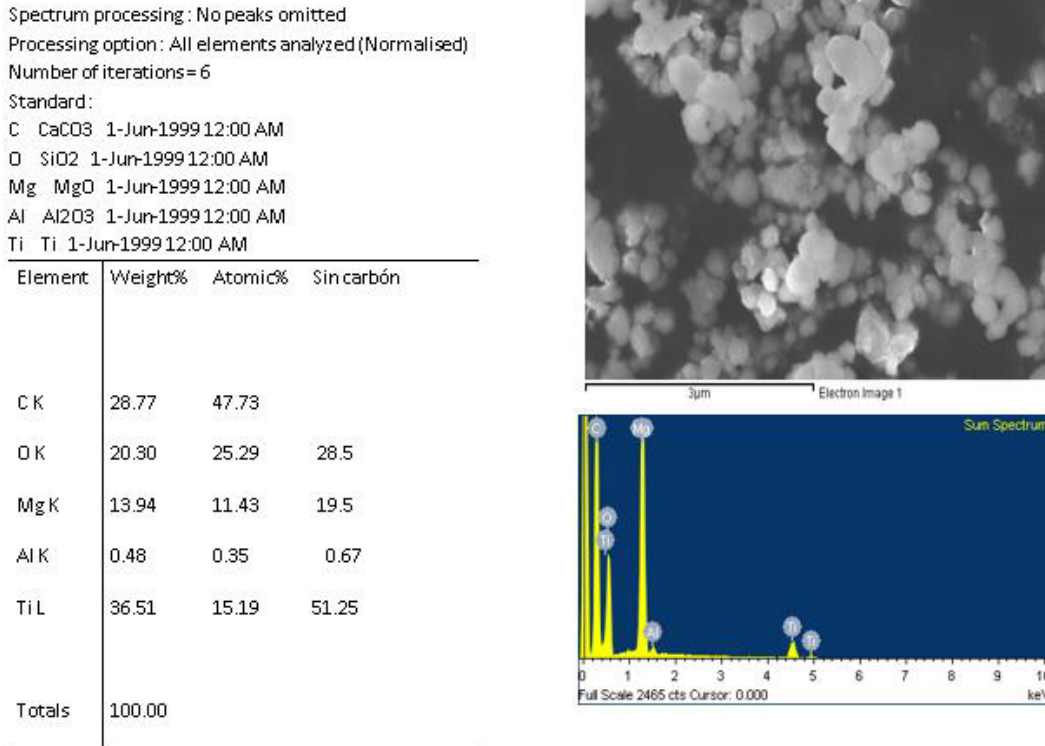 Spectrum processing : No peaks omitted
Processing option : All elements analyzed (Normalised)
Number of iterations = 6
Standard :
C CaCO3 1-Jun-1999 12:00 AM
O SiO2 1-Jun-1999 12:00 AM
Mg MgO 1-Jun-1999 12:00 AM
Al Al2O3 1-Jun-1999 12:00 AM
Ti Ti 1-Jun-1999 12:00 AM
Element Weight% Atomic% Sin carbón
C K 28.77 47.73
O K 20.30 25.29 28.5
Mg K 13.94 11.43 19.5
Al K 0.48 0.35 0.67
Ti L 36.51 15.19 51.25
Totals 100.00
3µm Electron Image 1
Sum Spectrum
C Mg
O
Ti
Al Ti Ti
0 1 2 3 4 5 6 7 8 9 10
Full Scale 2465 cts Cursor: 0.000 keV